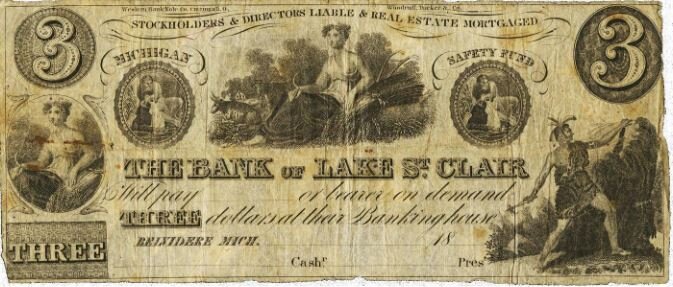 Western Bank Note Co. Cincinnati, O. Woodruff, Tucker & Co.
STOCKHOLDERS & DIRECTORS LIABLE & REAL ESTATE MORTGAGED
3 MICHIGAN SAFETY FUND 3
THE BANK OF LAKE ST. CLAIR
Will pay or bearer on demand
THREE dollars at their Banking house
BELVIDERE MICH. 18
THREE
Cashr. Prest.